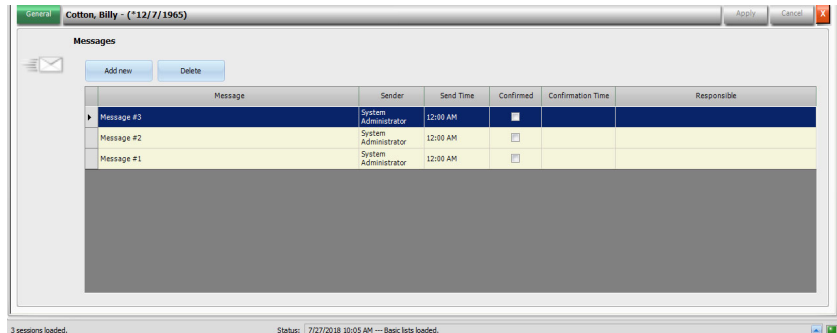 General Cotton, Billy - (*12/7/1965) Apply Cancel X
Messages
Add new Delete
Message Sender Send Time Confirmed Confirmation Time Responsible
Message #3 System Administrator 12:00 AM
Message #2 System Administrator 12:00 AM
Message #1 System Administrator 12:00 AM
3 sessions loaded. Status: 7/27/2018 10:05 AM --- Basic lists loaded.